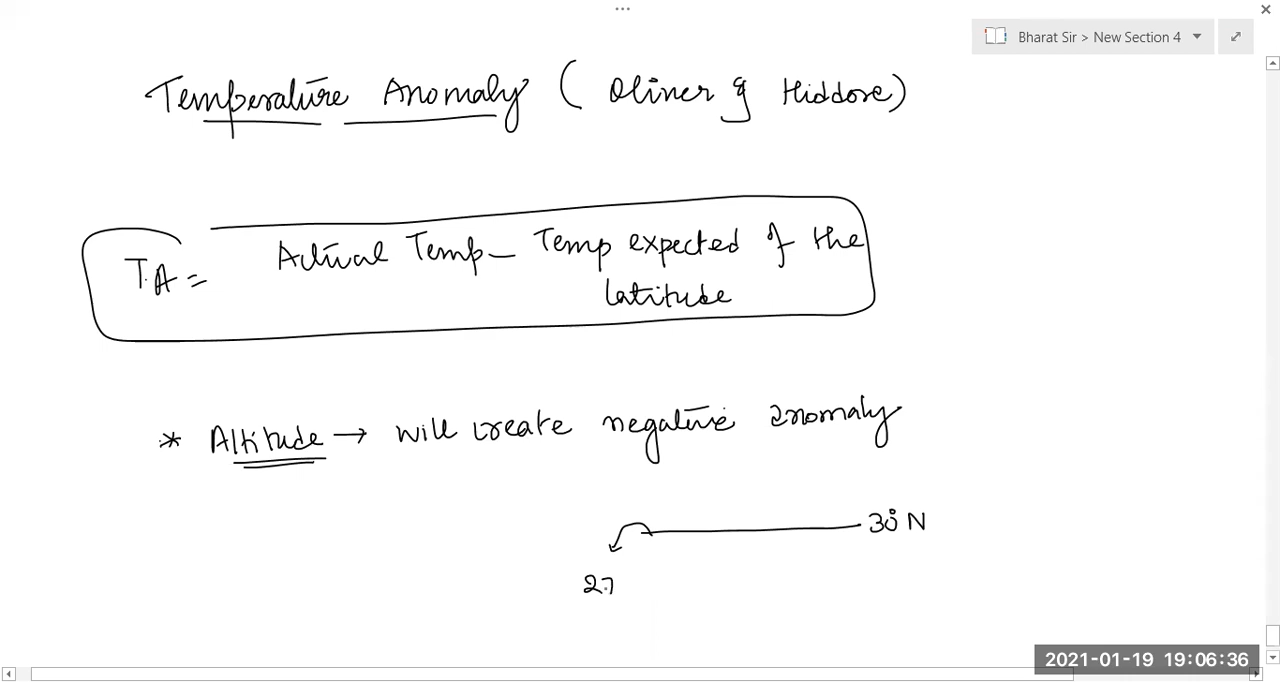 ...
Bharat Sir > New Section 4
Temperature Anomaly (Oliner & Hiddore)
T.A = Actual Temp - Temp expected of the
latitude
* Altitude → will create negative anomaly
30° N
27
2021-01-19 19:06:36